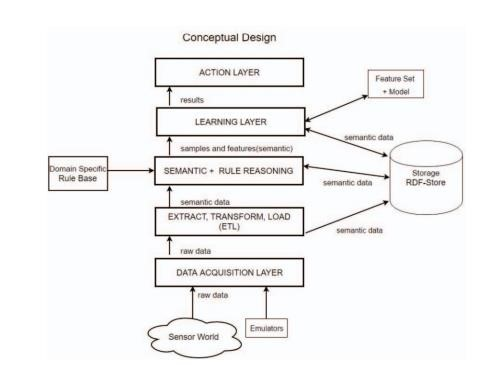 Conceptual Design
ACTION LAYER
results
Feature Set
+ Model
LEARNING LAYER
semantic data
samples and features(semantic)
Domain Specific
Rule Base
SEMANTIC + RULE REASONING
Storage
RDF-Store
semantic data
semantic data
EXTRACT, TRANSFORM, LOAD
(ETL)
semantic data
raw data
DATA ACQUISITION LAYER
raw data
Sensor World
Emulators